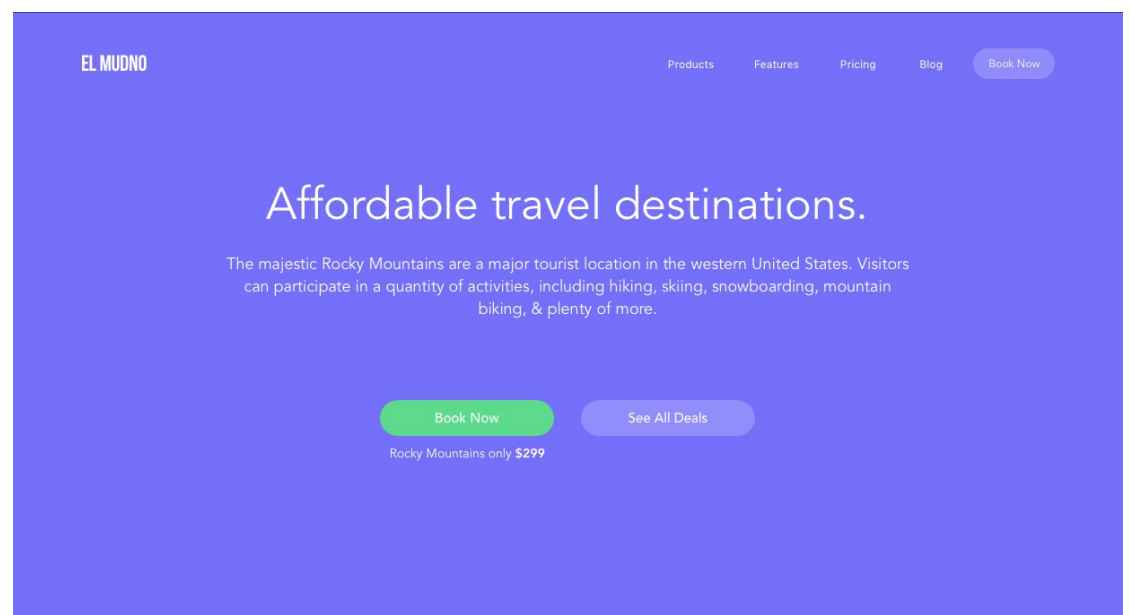 EL MUDNO
Products Features Pricing Blog Book Now
Affordable travel destinations.
The majestic Rocky Mountains are a major tourist location in the western United States. Visitors
can participate in a quantity of activities, including hiking, skiing, snowboarding, mountain
biking, & plenty of more.
Book Now See All Deals
Rocky Mountains only $299